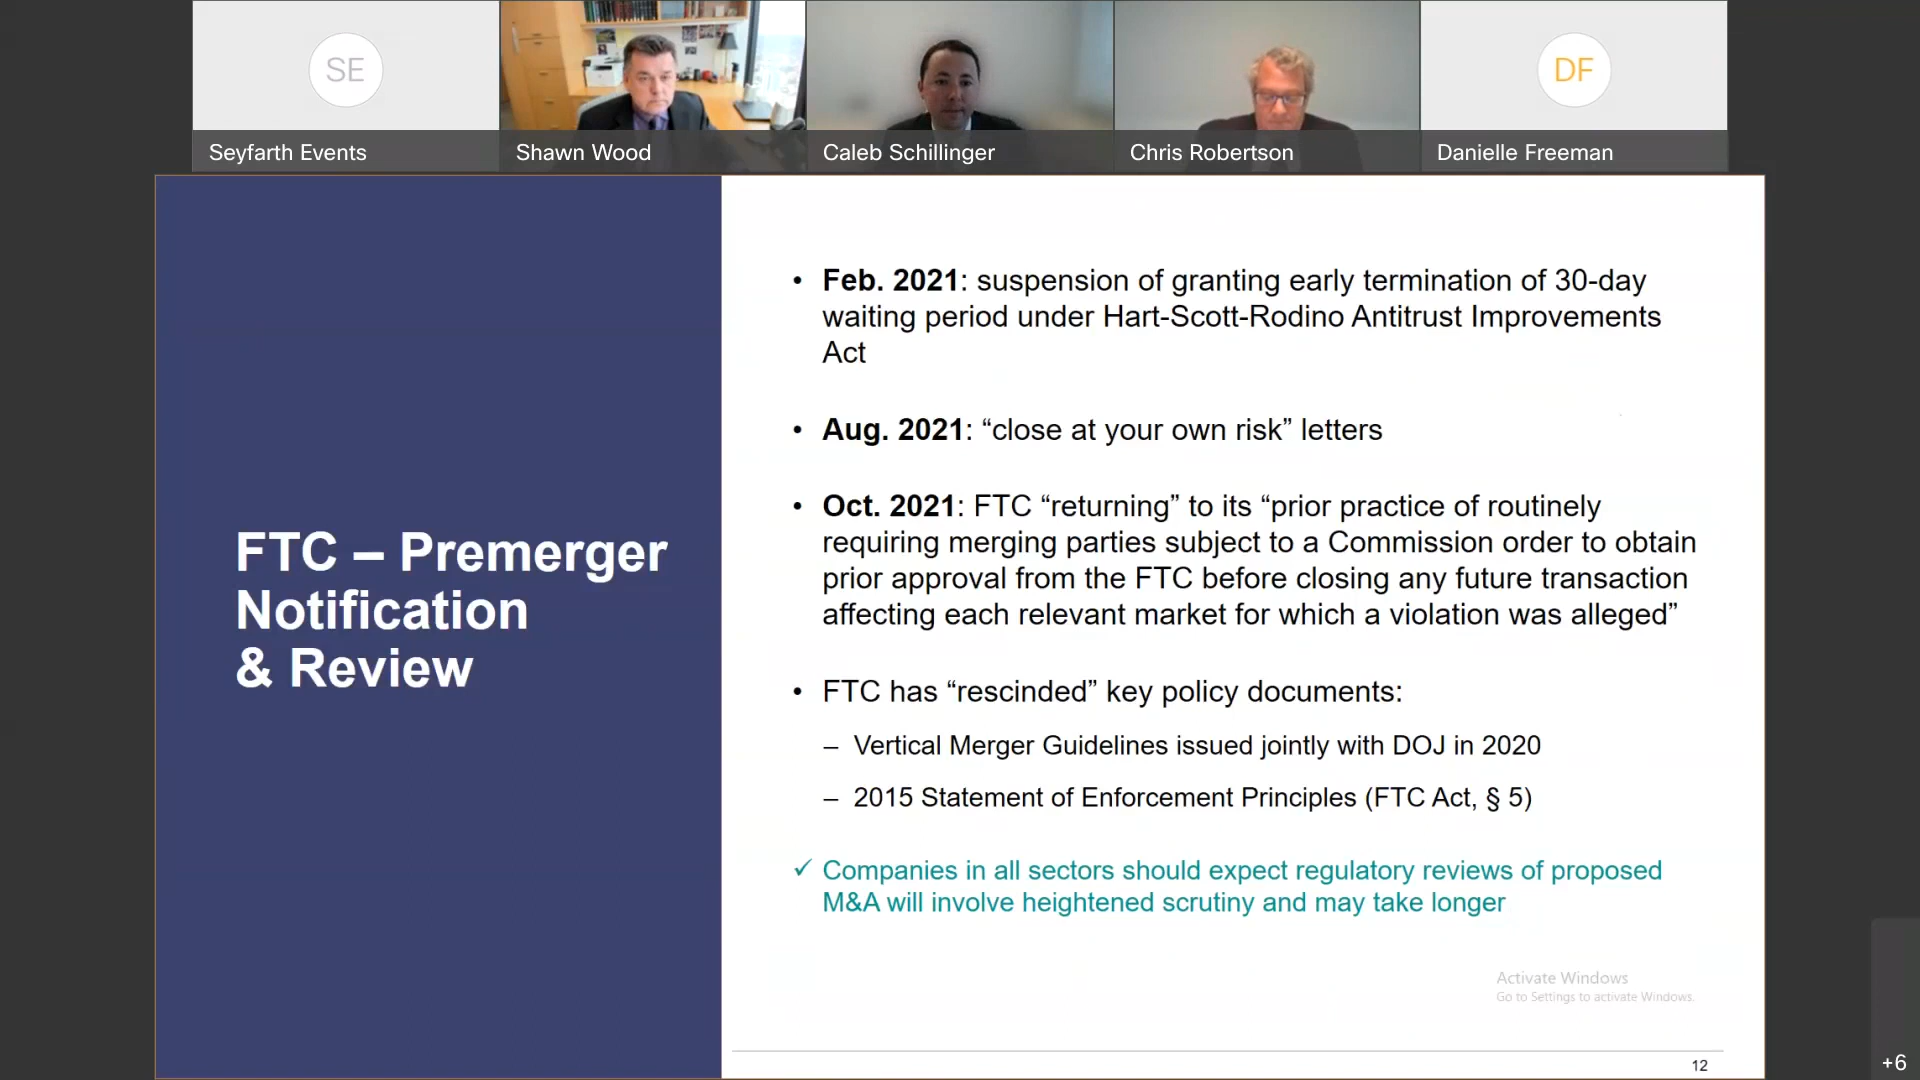 SE
DF
Seyfarth Events
Shawn Wood
Caleb Schillinger
Chris Robertson
Danielle Freeman
FTC – Premerger
Notification
& Review
• Feb. 2021: suspension of granting early termination of 30-day
waiting period under Hart-Scott-Rodino Antitrust Improvements
Act
• Aug. 2021: “close at your own risk” letters
• Oct. 2021: FTC “returning” to its “prior practice of routinely
requiring merging parties subject to a Commission order to obtain
prior approval from the FTC before closing any future transaction
affecting each relevant market for which a violation was alleged”
• FTC has “rescinded” key policy documents:
– Vertical Merger Guidelines issued jointly with DOJ in 2020
– 2015 Statement of Enforcement Principles (FTC Act, § 5)
✓ Companies in all sectors should expect regulatory reviews of proposed
M&A will involve heightened scrutiny and may take longer
Activate Windows
Go to Settings to activate Windows.
12
+6